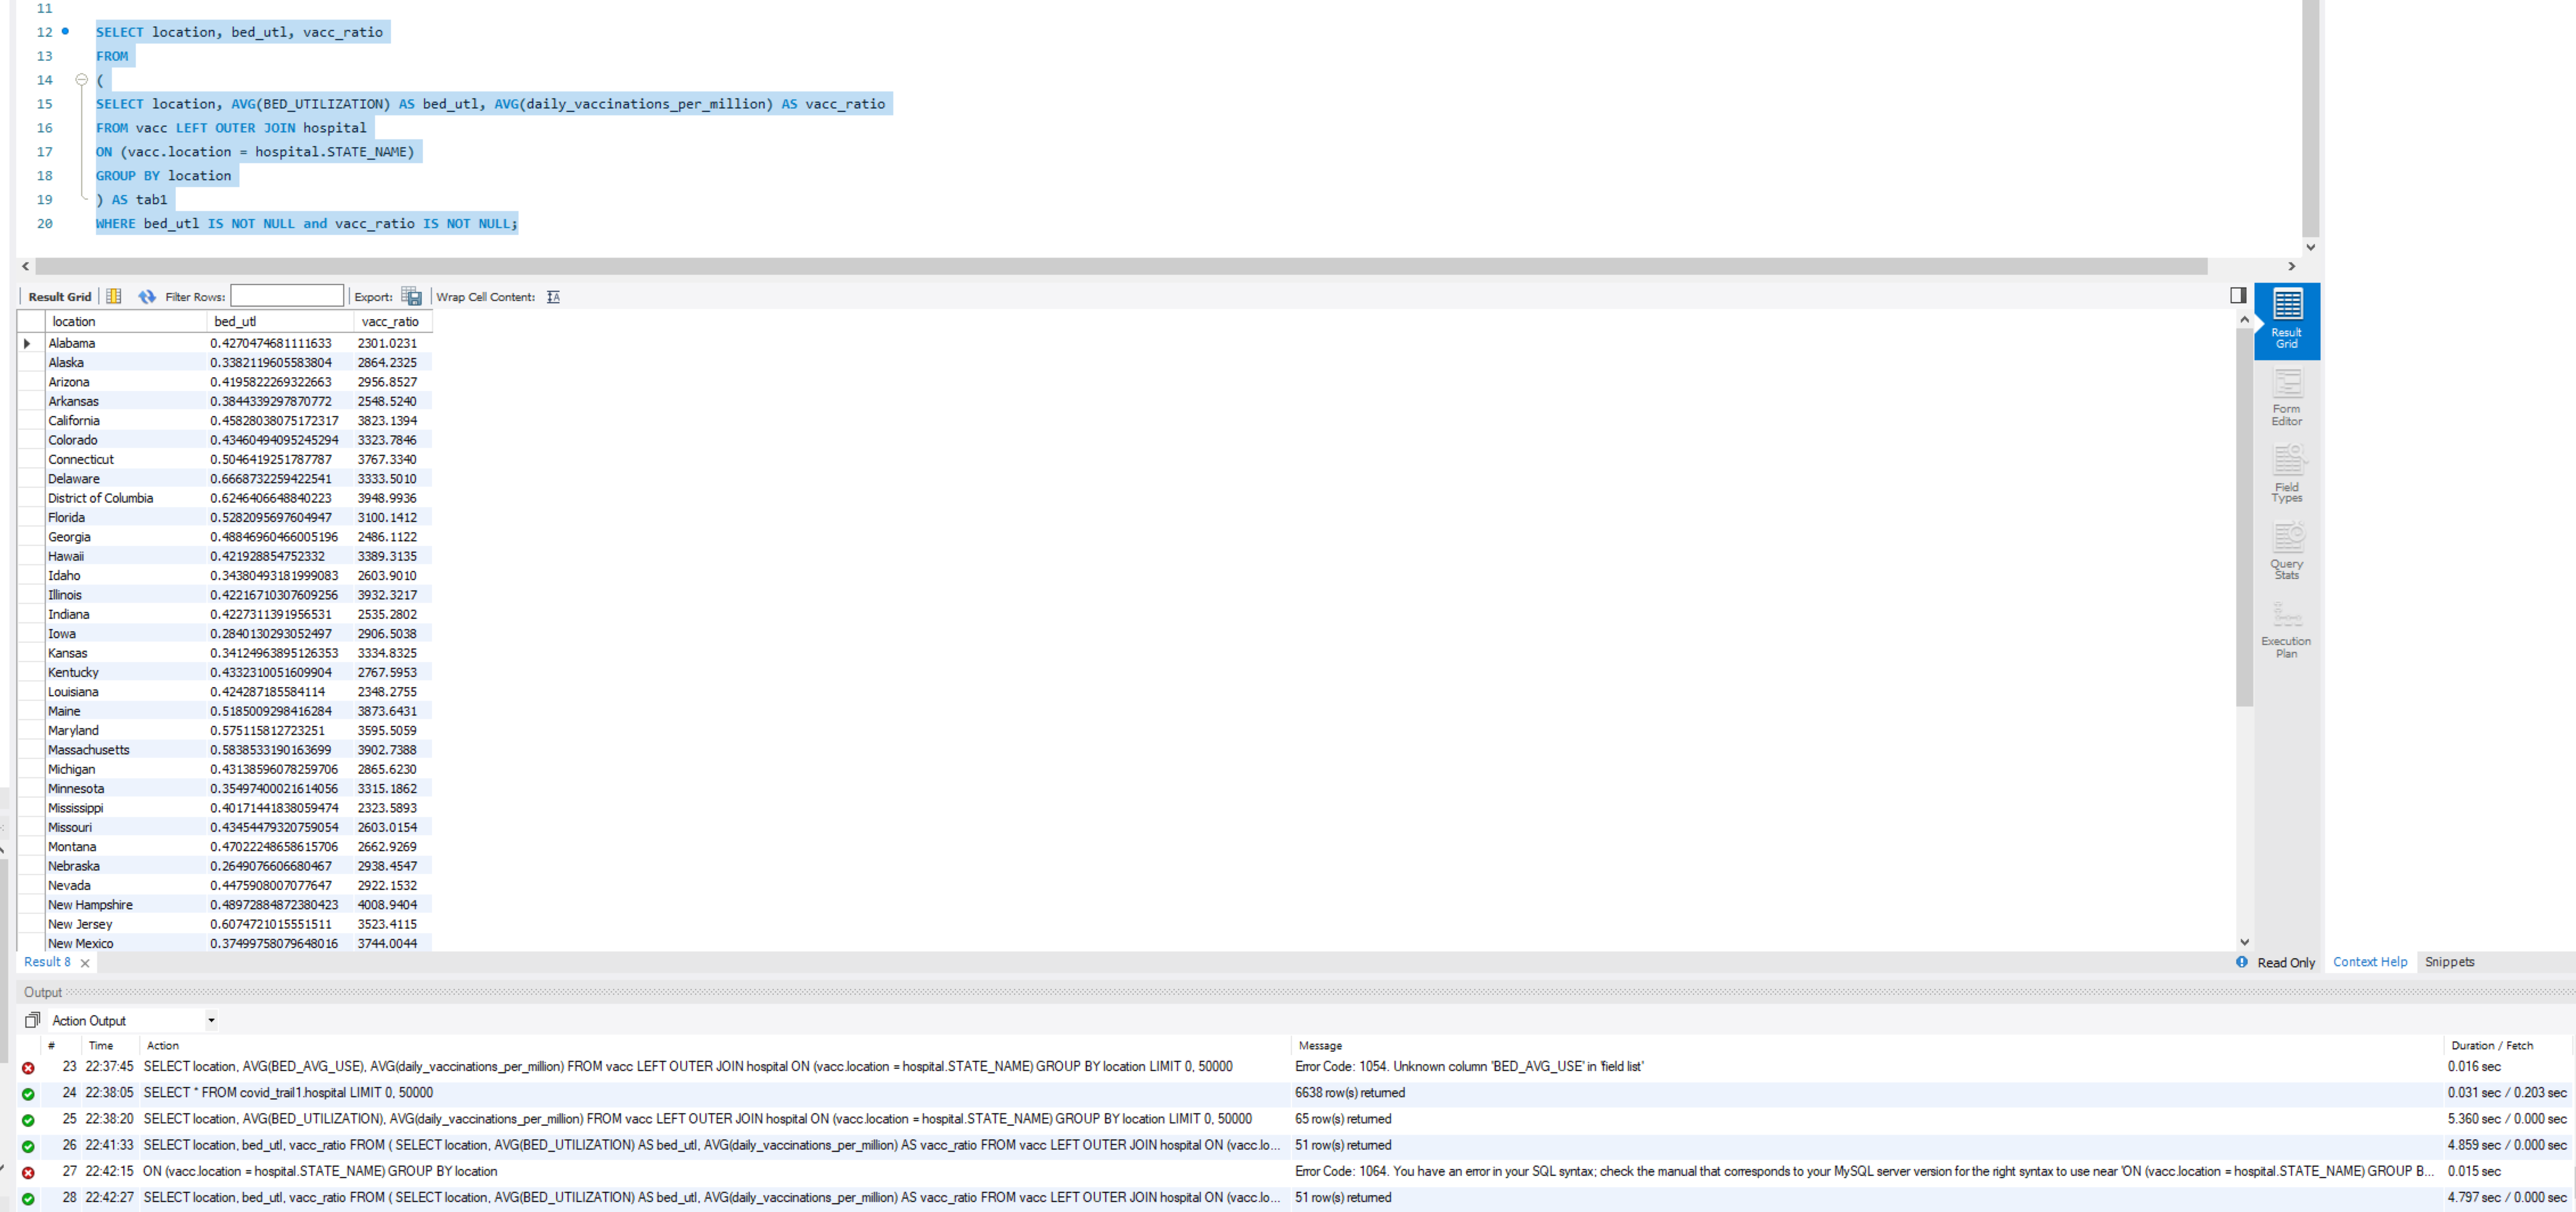 11
12 SELECT location, bed_utl, vacc_ratio
13 FROM
14 (
15 SELECT location, AVG(BED_UTILIZATION) AS bed_utl, AVG(daily_vaccinations_per_million) AS vacc_ratio
16 FROM vacc LEFT OUTER JOIN hospital
17 ON (vacc.location = hospital.STATE_NAME)
18 GROUP BY location
19 ) AS tab1
20 WHERE bed_utl IS NOT NULL and vacc_ratio IS NOT NULL;
Result Grid Filter Rows: Export: Wrap Cell Content:
location bed_utl vacc_ratio
Alabama 0.4270474681111633 2301.0231
Alaska 0.3382119605583804 2864.2325
Arizona 0.4195822269322663 2956.8527
Arkansas 0.3844339297870772 2548.5240
California 0.45828038075172317 3823.1394
Colorado 0.43460494095245294 3323.7846
Connecticut 0.5046419251787787 3767.3340
Delaware 0.6668732259422541 3333.5010
District of Columbia 0.6246406648840223 3948.9936
Florida 0.5282095697604947 3100.1412
Georgia 0.48846960466005196 2486.1122
Hawaii 0.421928854752332 3389.3135
Idaho 0.34380493181999083 2603.9010
Illinois 0.42216710307609256 3932.3217
Indiana 0.4227311391956531 2535.2802
Iowa 0.2840130293052497 2906.5038
Kansas 0.34124963895126353 3334.8325
Kentucky 0.4332310051609904 2767.5953
Louisiana 0.424287185584114 2348.2755
Maine 0.5185009298416284 3873.6431
Maryland 0.575115812723251 3595.5059
Massachusetts 0.5838533190163699 3902.7388
Michigan 0.43138596078259706 2865.6230
Minnesota 0.35497400021614056 3315.1862
Mississippi 0.40171441838059474 2323.5893
Missouri 0.43454479320759054 2603.0154
Montana 0.47022248658615706 2662.9269
Nebraska 0.2649076606680467 2938.4547
Nevada 0.4475908007077647 2922.1532
New Hampshire 0.48972884872380423 4008.9404
New Jersey 0.6074721015551511 3523.4115
New Mexico 0.37499758079648016 3744.0044
Result
Grid
Form
Editor
Field
Types
Query
Stats
Execution
Plan
Result 8 Read Only Context Help Snippets
Output
Action Output
# Time Action Message Duration / Fetch
23 22:37:45 SELECT location, AVG(BED_AVG_USE), AVG(daily_vaccinations_per_million) FROM vacc LEFT OUTER JOIN hospital ON (vacc.location = hospital.STATE_NAME) GROUP BY location LIMIT 0, 50000 Error Code: 1054. Unknown column 'BED_AVG_USE' in 'field list' 0.016 sec
24 22:38:05 SELECT * FROM covid_trail1.hospital LIMIT 0, 50000 6638 row(s) returned 0.031 sec / 0.203 sec
25 22:38:20 SELECT location, AVG(BED_UTILIZATION), AVG(daily_vaccinations_per_million) FROM vacc LEFT OUTER JOIN hospital ON (vacc.location = hospital.STATE_NAME) GROUP BY location LIMIT 0, 50000 65 row(s) returned 5.360 sec / 0.000 sec
26 22:41:33 SELECT location, bed_utl, vacc_ratio FROM ( SELECT location, AVG(BED_UTILIZATION) AS bed_utl, AVG(daily_vaccinations_per_million) AS vacc_ratio FROM vacc LEFT OUTER JOIN hospital ON (vacc.lo... 51 row(s) returned 4.859 sec / 0.000 sec
27 22:42:15 ON (vacc.location = hospital.STATE_NAME) GROUP BY location Error Code: 1064. You have an error in your SQL syntax; check the manual that corresponds to your MySQL server version for the right syntax to use near 'ON (vacc.location = hospital.STATE_NAME) GROUP B... 0.015 sec
28 22:42:27 SELECT location, bed_utl, vacc_ratio FROM ( SELECT location, AVG(BED_UTILIZATION) AS bed_utl, AVG(daily_vaccinations_per_million) AS vacc_ratio FROM vacc LEFT OUTER JOIN hospital ON (vacc.lo... 51 row(s) returned 4.797 sec / 0.000 sec